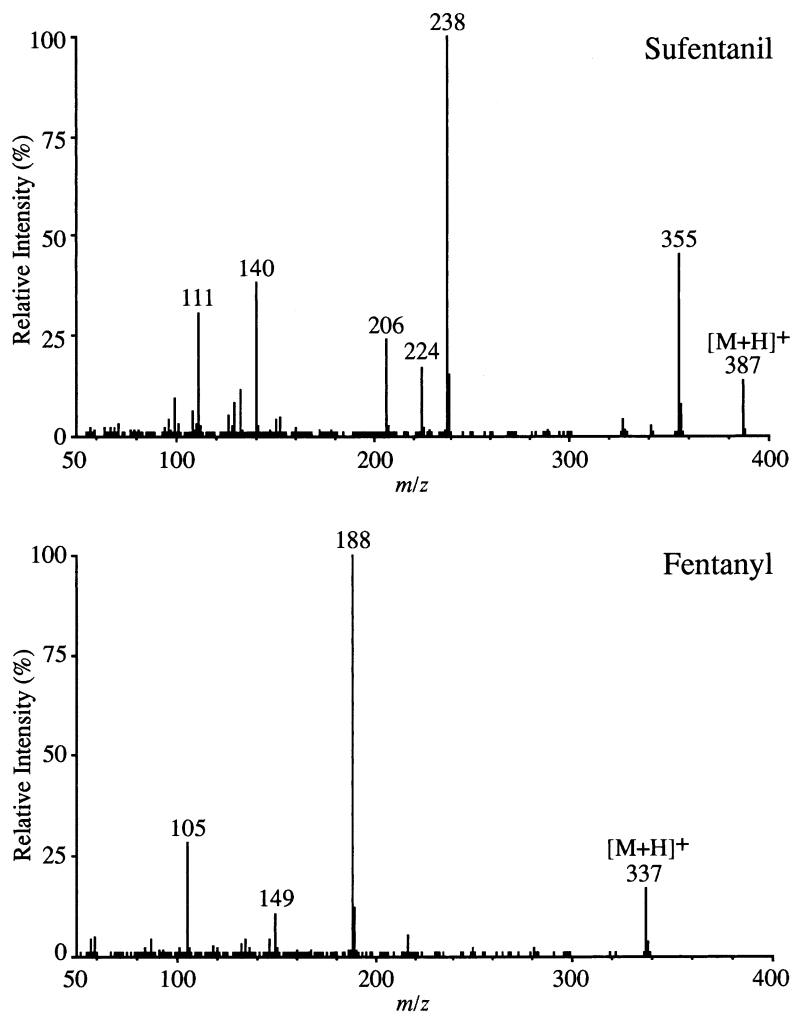 Sufentanil
Relative Intensity (%)
100
75
50
25
0
238
355
140
111
206
224
[M+H]+
387
50 100 200 300 400
m/z
Fentanyl
Relative Intensity (%)
100
75
50
25
0
188
105
149
[M+H]+
337
50 100 200 300 400
m/z